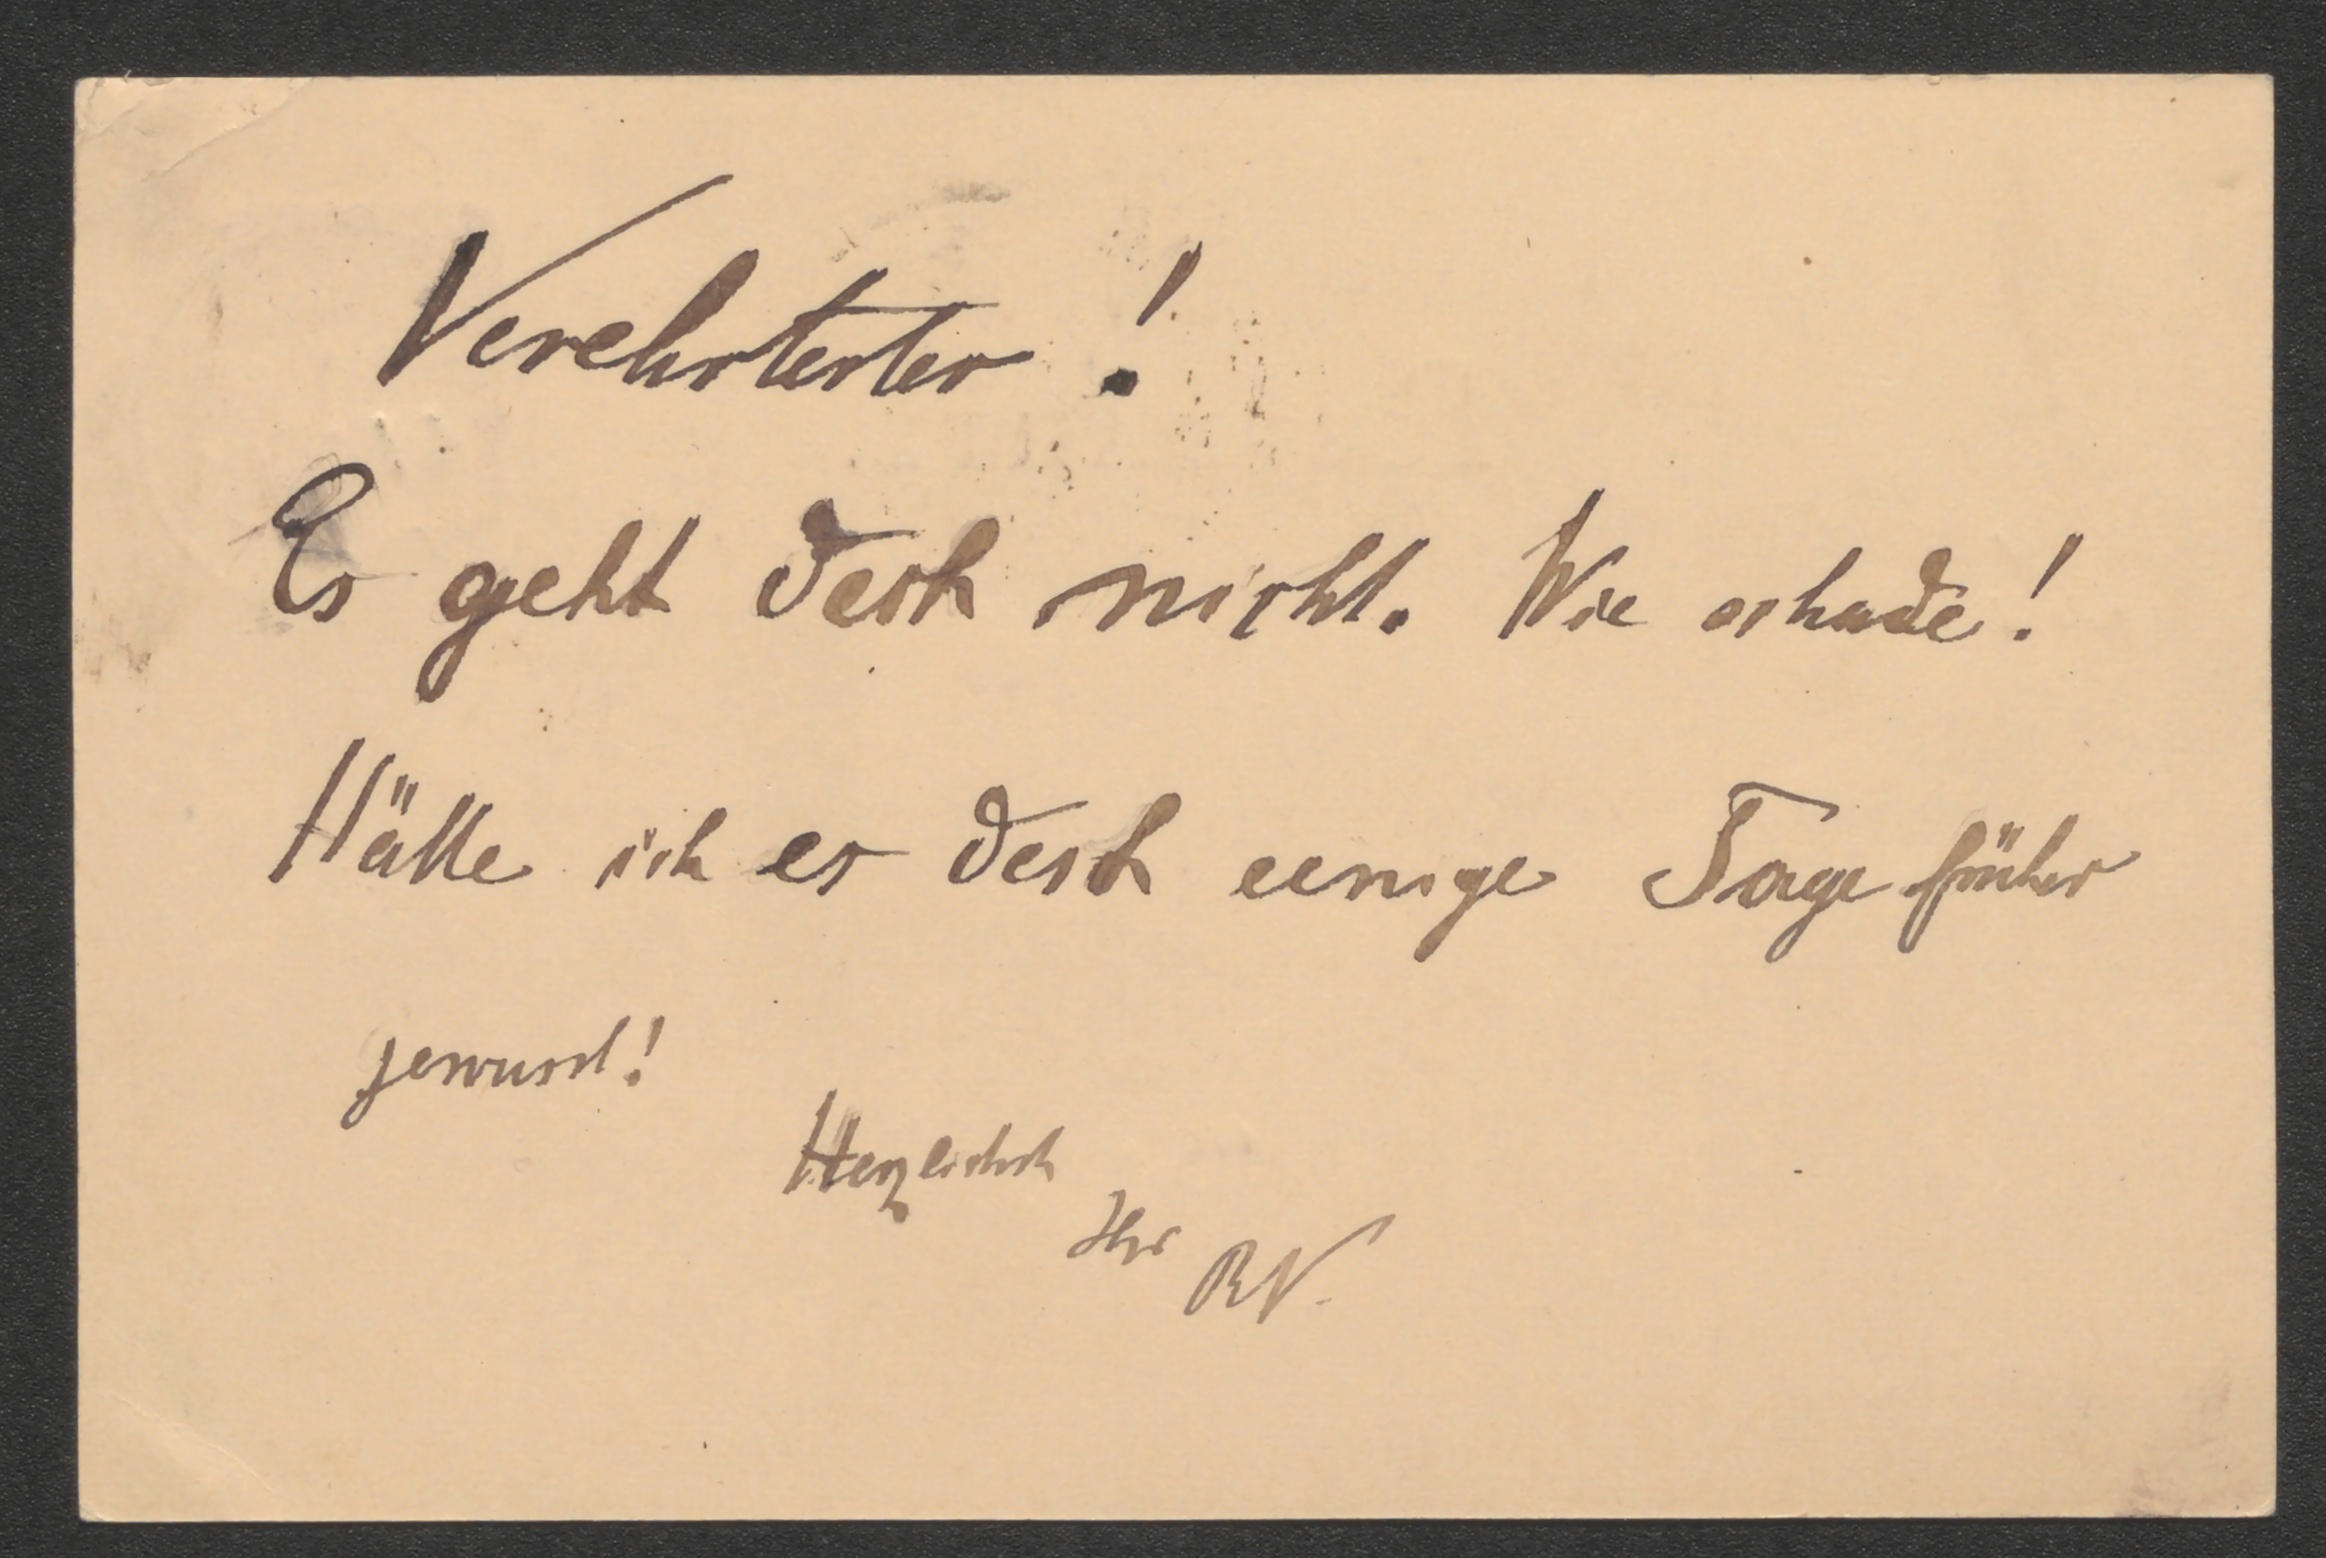 Verehrtester!
Es geht doch nicht. Wie schade!
Hätte ich es doch einige Tage früher
gewusst!
Herzlichst
Ihr RV.